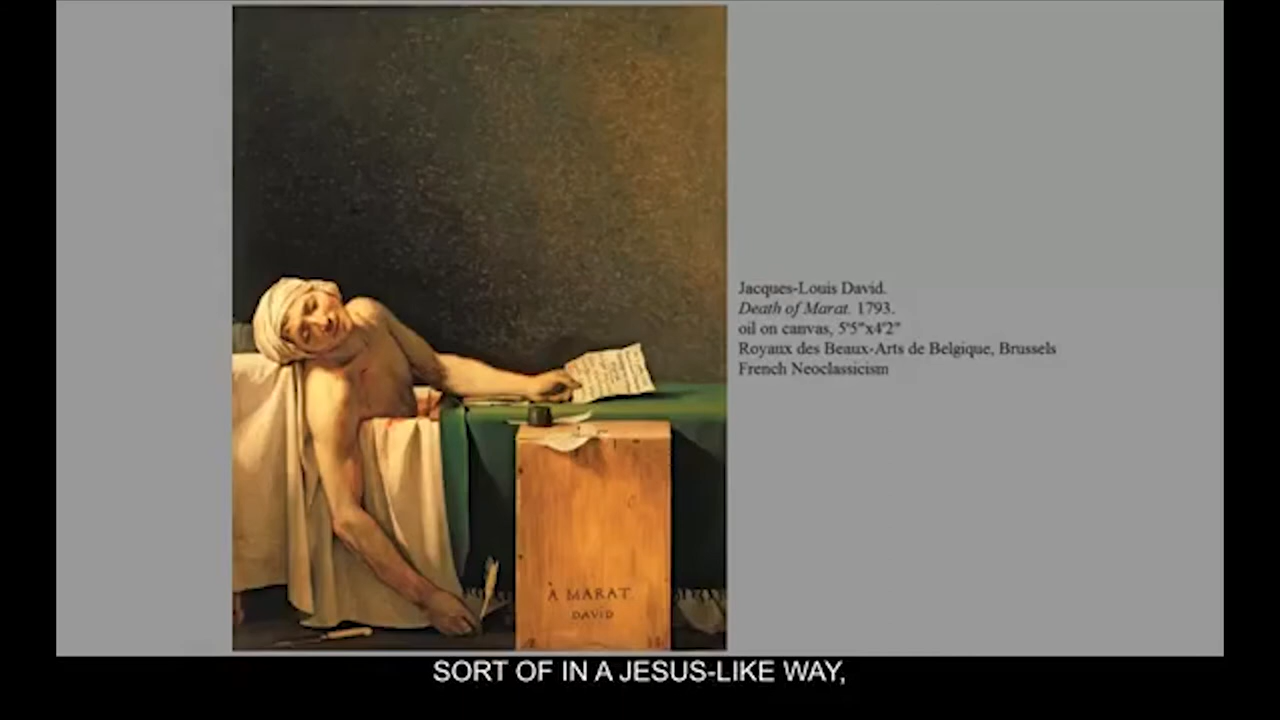 Jacques-Louis David.
Death of Marat. 1793.
oil on canvas, 5'5"x4'2"
Royaux des Beaux-Arts de Belgique, Brussels
French Neoclassicism
À MARAT.
DAVID
SORT OF IN A JESUS-LIKE WAY,